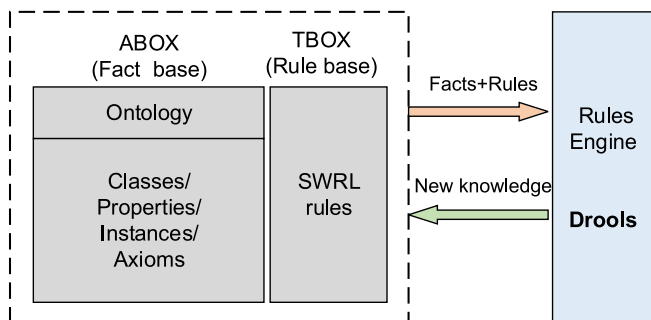 ABOX
(Fact base)
TBOX
(Rule base)
Ontology
Classes/
Properties/
Instances/
Axioms
SWRL
rules
Facts+Rules
New knowledge
Rules
Engine
Drools